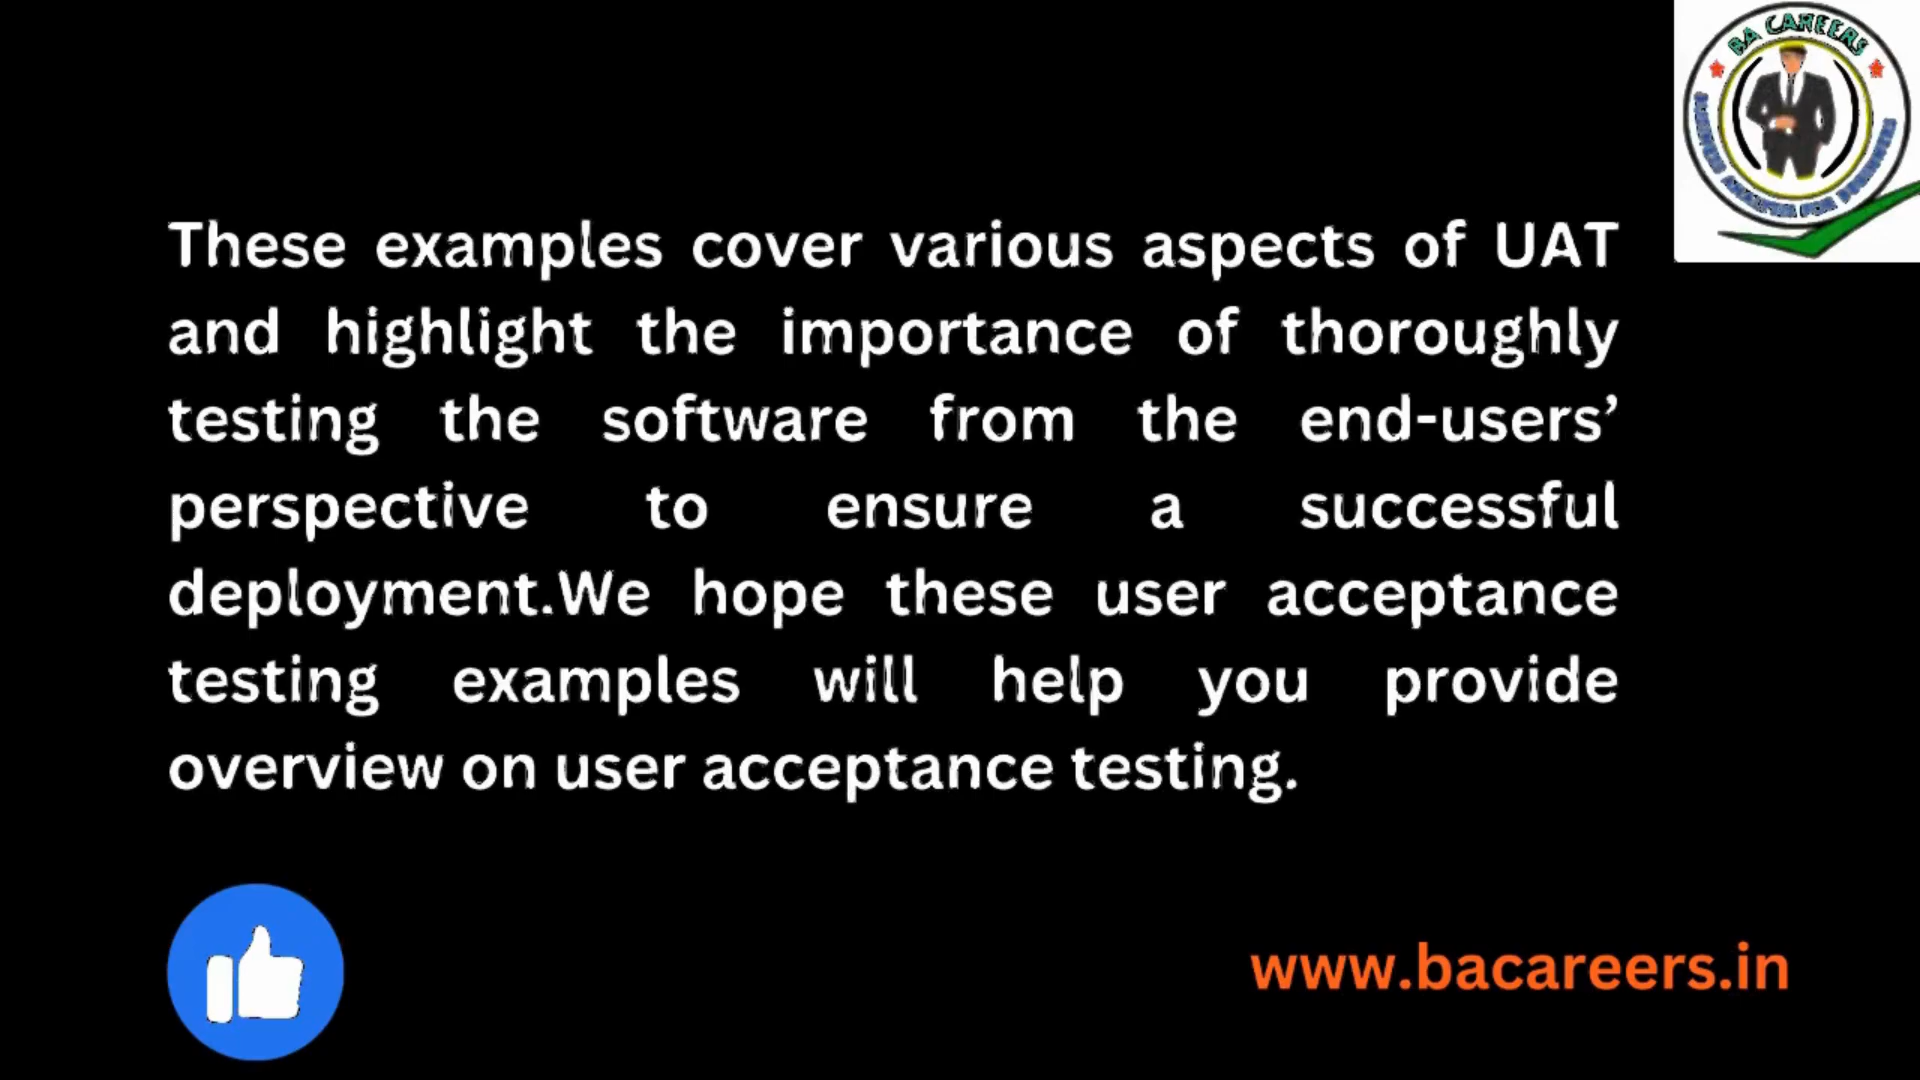 BA CAREERS
These examples cover various aspects of UAT
and highlight the importance of thoroughly
testing the software from the end-users’
perspective to ensure a successful
deployment.We hope these user acceptance
testing examples will help you provide
overview on user acceptance testing.
www.bacareers.in